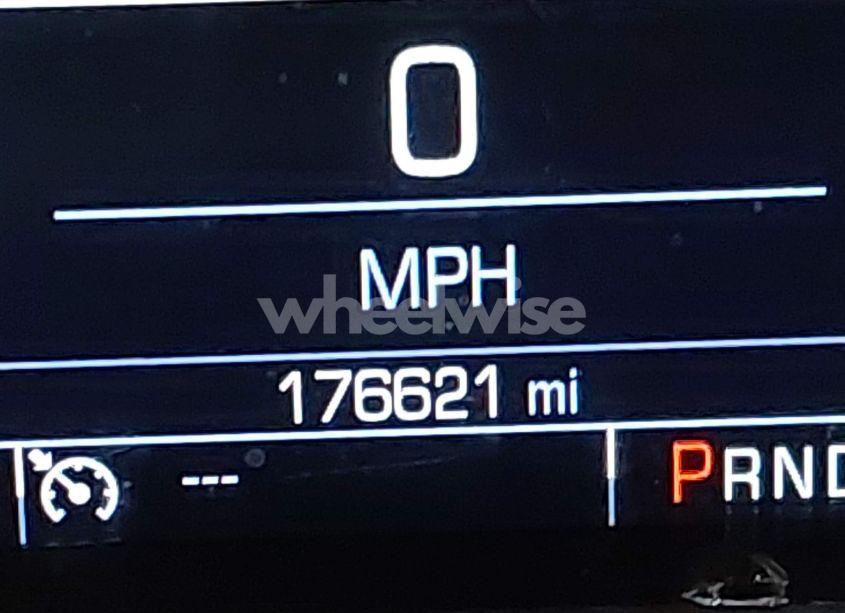 0
MPH
wheelwise
176621 mi
---
PRND